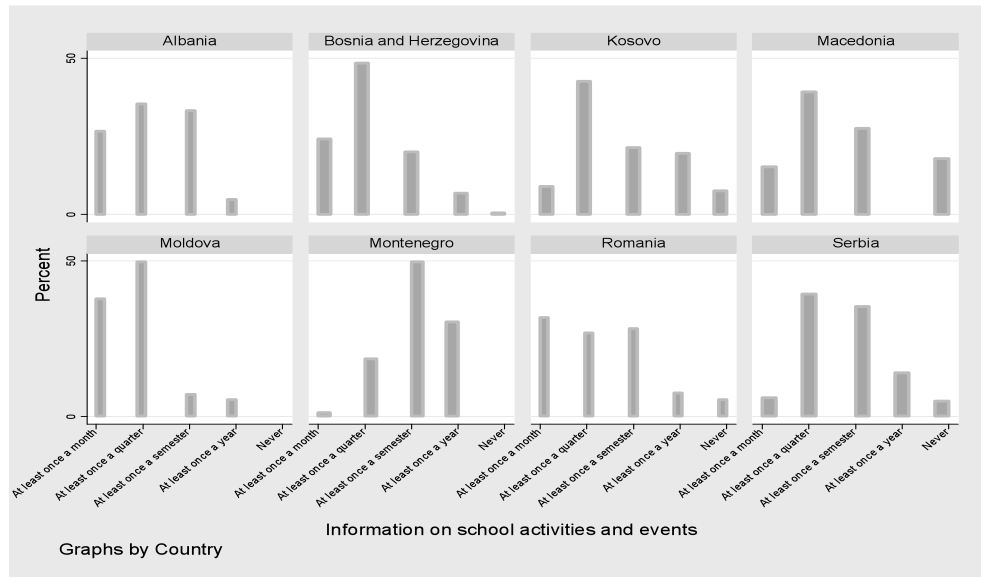 Albania
Bosnia and Herzegovina
Kosovo
Macedonia
50
0
Moldova
Montenegro
Romania
Serbia
50
0
Percent
At least once a month
At least once a quarter
At least once a semester
At least once a year
Never
At least once a month
At least once a quarter
At least once a semester
At least once a year
Never
At least once a month
At least once a quarter
At least once a semester
At least once a year
Never
At least once a month
At least once a quarter
At least once a semester
At least once a year
Never
Information on school activities and events
Graphs by Country